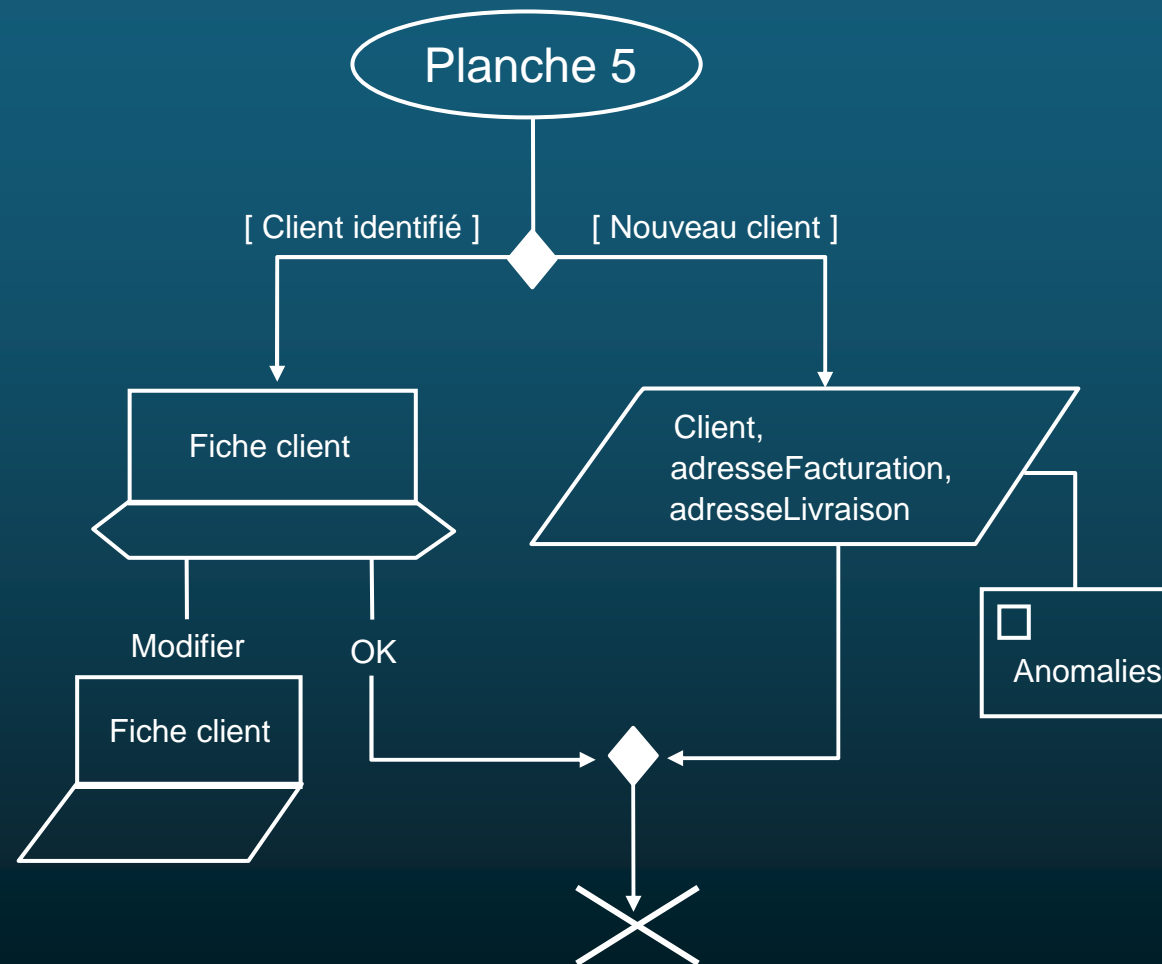 Planche 5
[ Client identifié ]
[ Nouveau client ]
Fiche client
Client,
adresseFacturation,
adresseLivraison
Modifier
OK
Anomalies
Fiche client